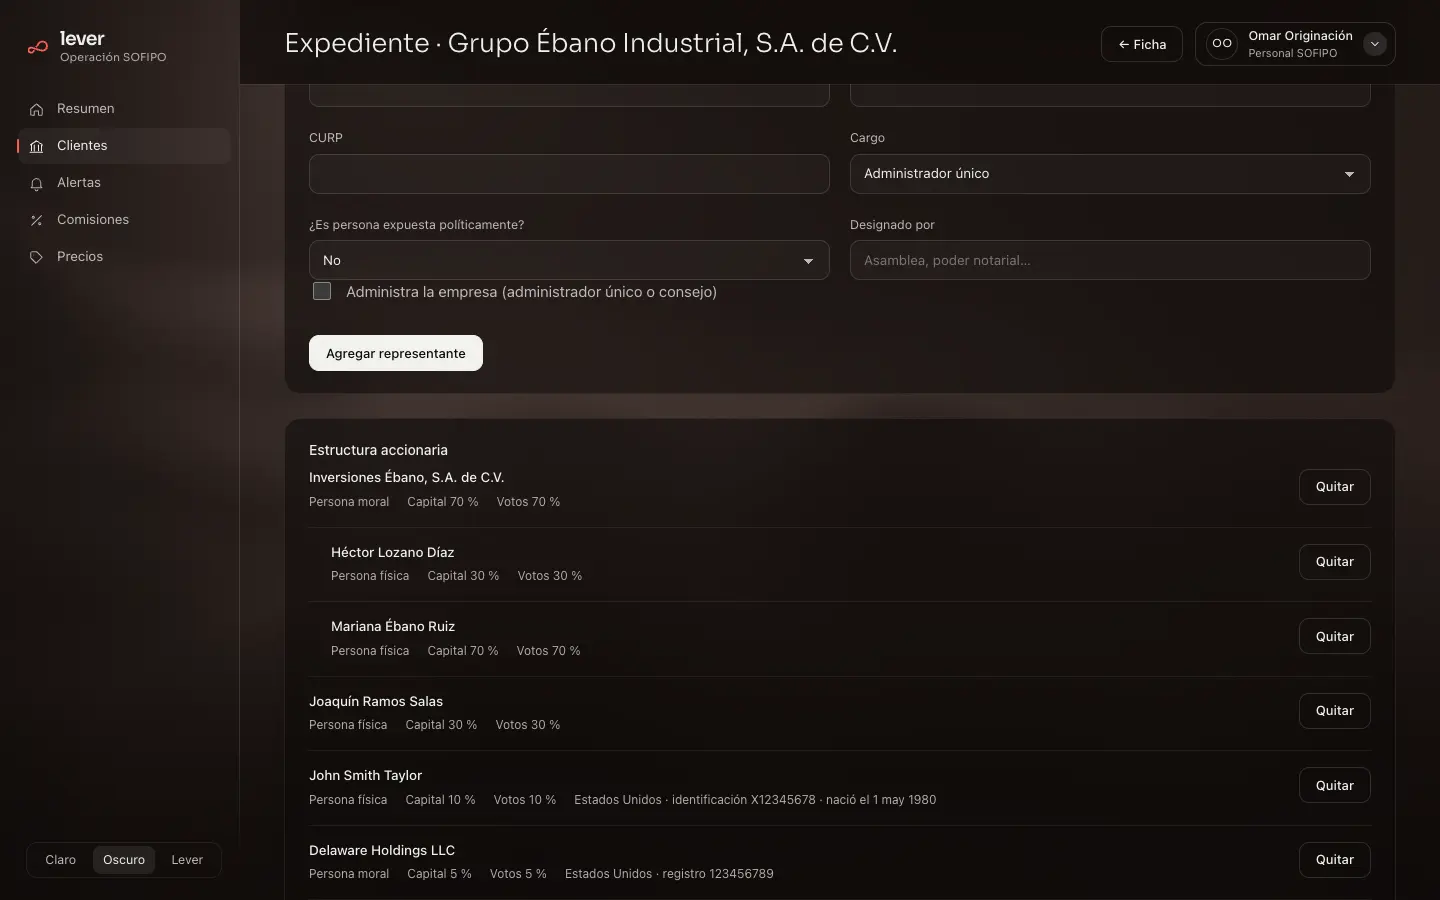 lever
Operación SOFIPO
Resumen
Clientes
Alertas
Comisiones
Precios
Claro Oscuro Lever
Expediente · Grupo Ébano Industrial, S.A. de C.V.
← Ficha
OO
Omar Originación
Personal SOFIPO
CURP
Cargo
Administrador único
¿Es persona expuesta políticamente?
Designado por
No
Asamblea, poder notarial...
Administra la empresa (administrador único o consejo)
Agregar representante
Estructura accionaria
Inversiones Ébano, S.A. de C.V.
Persona moral Capital 70 % Votos 70 %
Quitar
Héctor Lozano Díaz
Persona física Capital 30 % Votos 30 %
Quitar
Mariana Ébano Ruiz
Persona física Capital 70 % Votos 70 %
Quitar
Joaquín Ramos Salas
Persona física Capital 30 % Votos 30 %
Quitar
John Smith Taylor
Persona física Capital 10 % Votos 10 % Estados Unidos · identificación X12345678 · nació el 1 may 1980
Quitar
Delaware Holdings LLC
Persona moral Capital 5 % Votos 5 % Estados Unidos · registro 123456789
Quitar